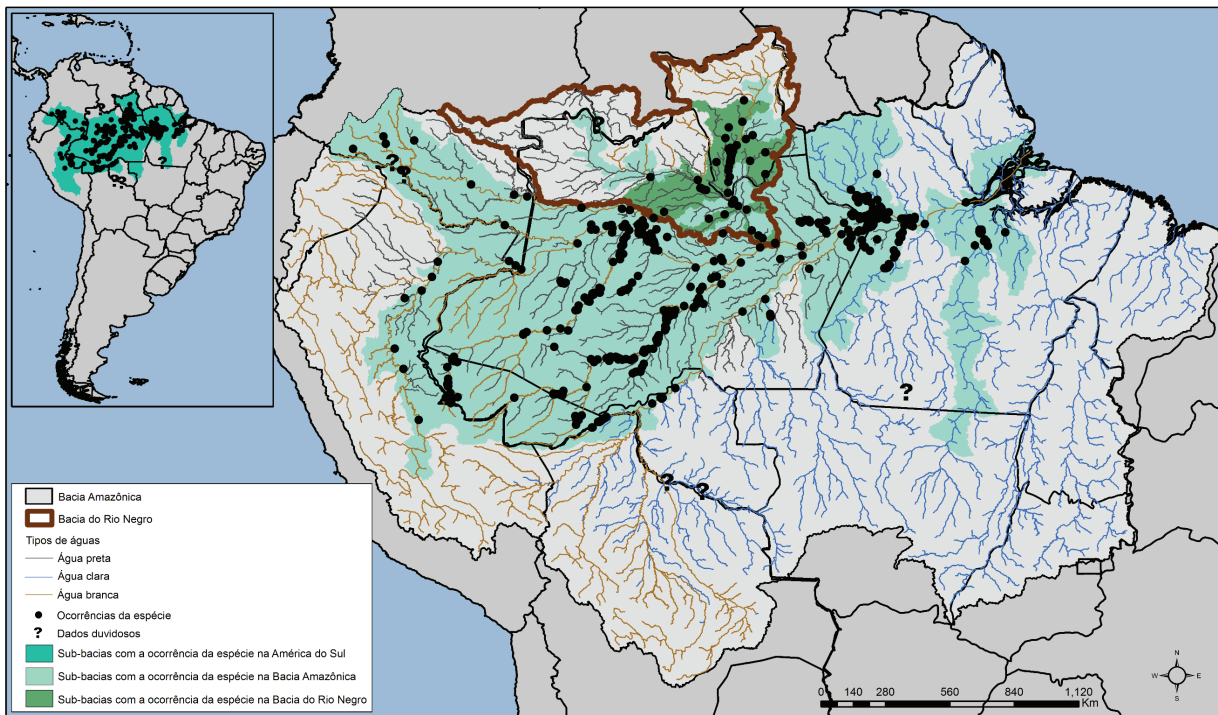 Bacia Amazônica
Bacia do Rio Negro
Tipos de águas
Água preta
Água clara
Água branca
Ocorrências da espécie
? Dados duvidosos
Sub-bacias com a ocorrência da espécie na América do Sul
Sub-bacias com a ocorrência da espécie na Bacia Amazônica
Sub-bacias com a ocorrência da espécie na Bacia do Rio Negro
0 140 280 560 840 1,120
Km
N
W E
S